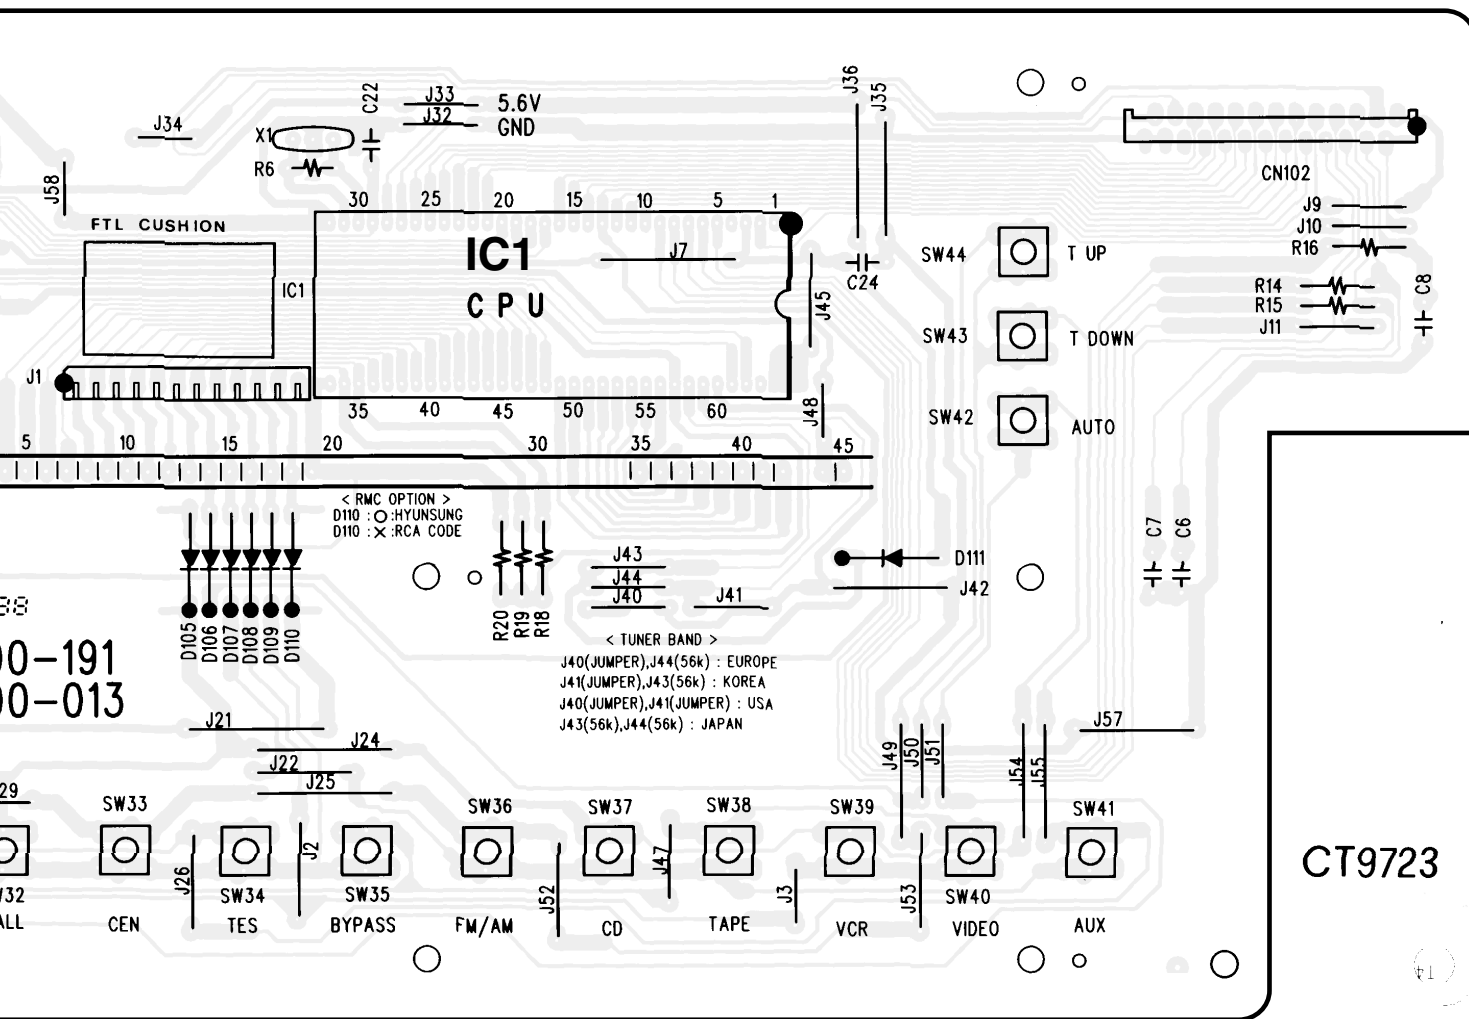 J36
J35
C22
J33
5.6V
J32
GND
J34
X1
R6
J58
CN102
30 25 20 15 10 5 1
J9
J10
R16
FTL CUSHION
IC1
J7
SW44
T UP
C24
IC1
CPU
J45
R14
R15
J11
C8
SW43
T DOWN
J1
35 40 45 50 55 60
J48
SW42
AUTO
5 10 15 20 30 35 40 45
< RMC OPTION >
D110 :○:HYUNSUNG
D110 :×:RCA CODE
C7
C6
J43
J44
J40
J41
D111
J42
R20
R19
R18
D105
D106
D107
D108
D109
D110
< TUNER BAND >
J40(JUMPER),J44(56k) : EUROPE
J41(JUMPER),J43(56k) : KOREA
J40(JUMPER),J41(JUMPER) : USA
J43(56k),J44(56k) : JAPAN
00-191
00-013
J21
J57
J24
J22
J25
J49
J50
J51
J54
J55
29
SW33
SW36
SW37
SW38
SW39
SW41
J26
J2
J52
J47
J3
J53
CT9723
W32
SW34
SW35
SW40
ALL
CEN
TES
BYPASS
FM/AM
CD
TAPE
VCR
VIDEO
AUX